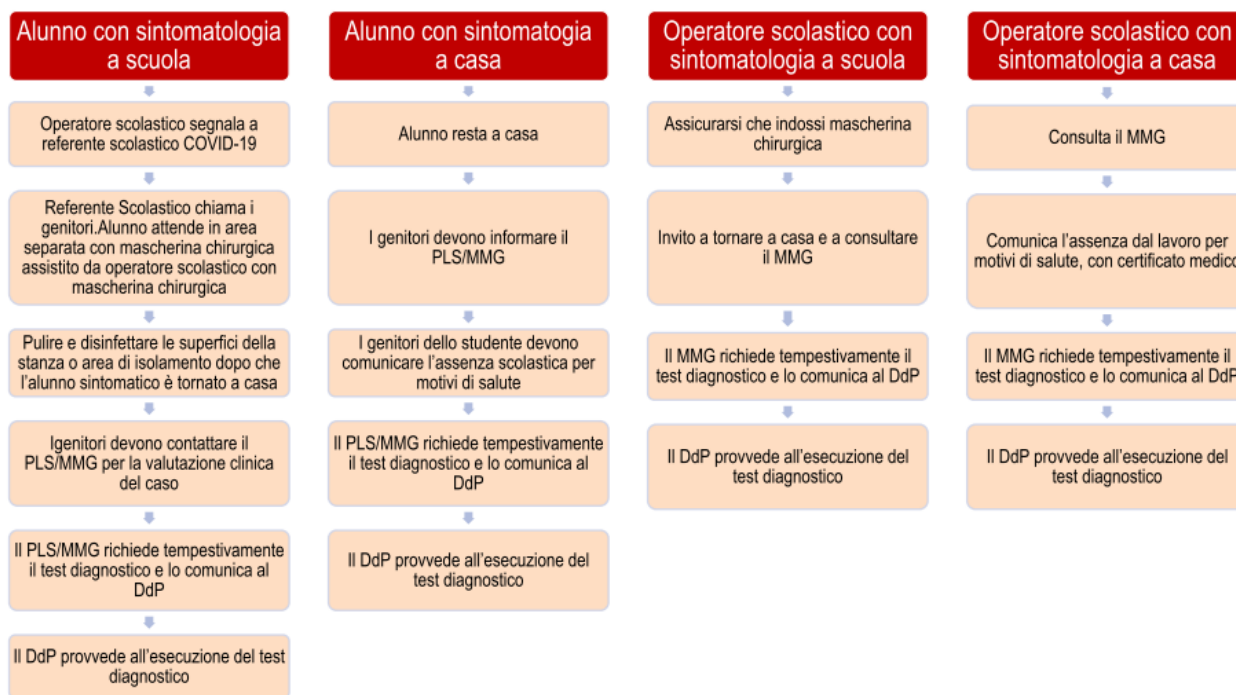 Alunno con sintomatologia
a scuola
Operatore scolastico segnala a
referente scolastico COVID-19
Referente Scolastico chiama i
genitori.Alunno attende in area
separata con mascherina chirurgica
assistito da operatore scolastico con
mascherina chirurgica
Pulire e disinfettare le superfici della
stanza o area di isolamento dopo che
l'alunno sintomatico è tornato a casa
Igenitori devono contattare il
PLS/MMG per la valutazione clinica
del caso
Il PLS/MMG richiede tempestivamente
il test diagnostico e lo comunica al
DdP
Il DdP provvede all'esecuzione del test
diagnostico
Alunno con sintomatogia
a casa
Alunno resta a casa
I genitori devono informare il
PLS/MMG
I genitori dello studente devono
comunicare l'assenza scolastica per
motivi di salute
Il PLS/MMG richiede tempestivamente
il test diagnostico e lo comunica al
DdP
Il DdP provvede all'esecuzione del
test diagnostico
Operatore scolastico con
sintomatologia a scuola
Assicurarsi che indossi mascherina
chirurgica
Invito a tornare a casa e a consultare
il MMG
Il MMG richiede tempestivamente il
test diagnostico e lo comunica al DdP
Il DdP provvede all'esecuzione del
test diagnostico
Operatore scolastico con
sintomatologia a casa
Consulta il MMG
Comunica l'assenza dal lavoro per
motivi di salute, con certificato medico
Il MMG richiede tempestivamente il
test diagnostico e lo comunica al DdP
Il DdP provvede all'esecuzione del
test diagnostico